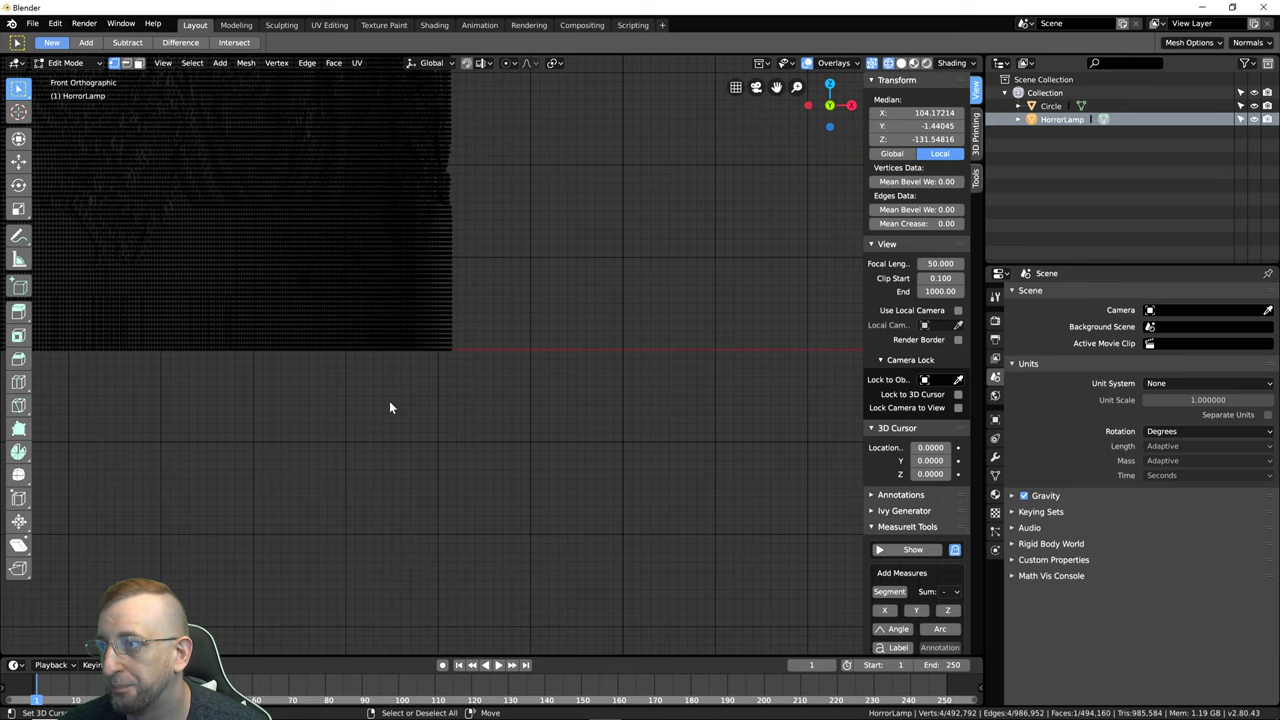 Blender
File Edit Render Window Help Layout Modeling Sculpting UV Editing Texture Paint Shading Animation Rendering Compositing Scripting + Scene View Layer
New Add Subtract Difference Intersect Mesh Options Normals
Edit Mode View Select Add Mesh Vertex Edge Face UV Global Overlays Shading
Front Orthographic
(1) HorrorLamp
Transform
Median:
X: 104.17214
Y: -1.44045
Z: -131.54816
Global Local
Vertices Data:
Mean Bevel We: 0.00
Edges Data:
Mean Bevel We: 0.00
Mean Crease: 0.00
View
Focal Leng.. 50.000
Clip Start 0.100
End 1000.00
Use Local Camera
Local Cam..
Render Border
Camera Lock
Lock to Ob..
Lock to 3D Cursor
Lock Camera to View
3D Cursor
Location.. 0.0000
Y 0.0000
Z 0.0000
Annotations
Ivy Generator
MeasureIt Tools
Show
Add Measures
Segment Sum: -
X Y Z
Angle Arc
Label Annotation
View
3D Printing
Tools
Z
Y
X
Scene Collection
Collection
Circle
HorrorLamp
Scene
Scene
Camera
Background Scene
Active Movie Clip
Units
Unit System None
Unit Scale 1.000000
Separate Units
Rotation Degrees
Length Adaptive
Mass Adaptive
Time Seconds
Gravity
Keying Sets
Audio
Rigid Body World
Custom Properties
Math Vis Console
Playback Keyin 1 Start: 1 End: 250
1 50 60 70 80 90 100 110 120 130 140 150 160 170 180 190 200 210 220 230 240 250
Set 3D Curs Select or Deselect All Move HorrorLamp | Verts:4/492,792 | Edges:4/986,952 | Faces:1/494,160 | Tris:985,584 | Mem: 1.19 GB | v2.80.43